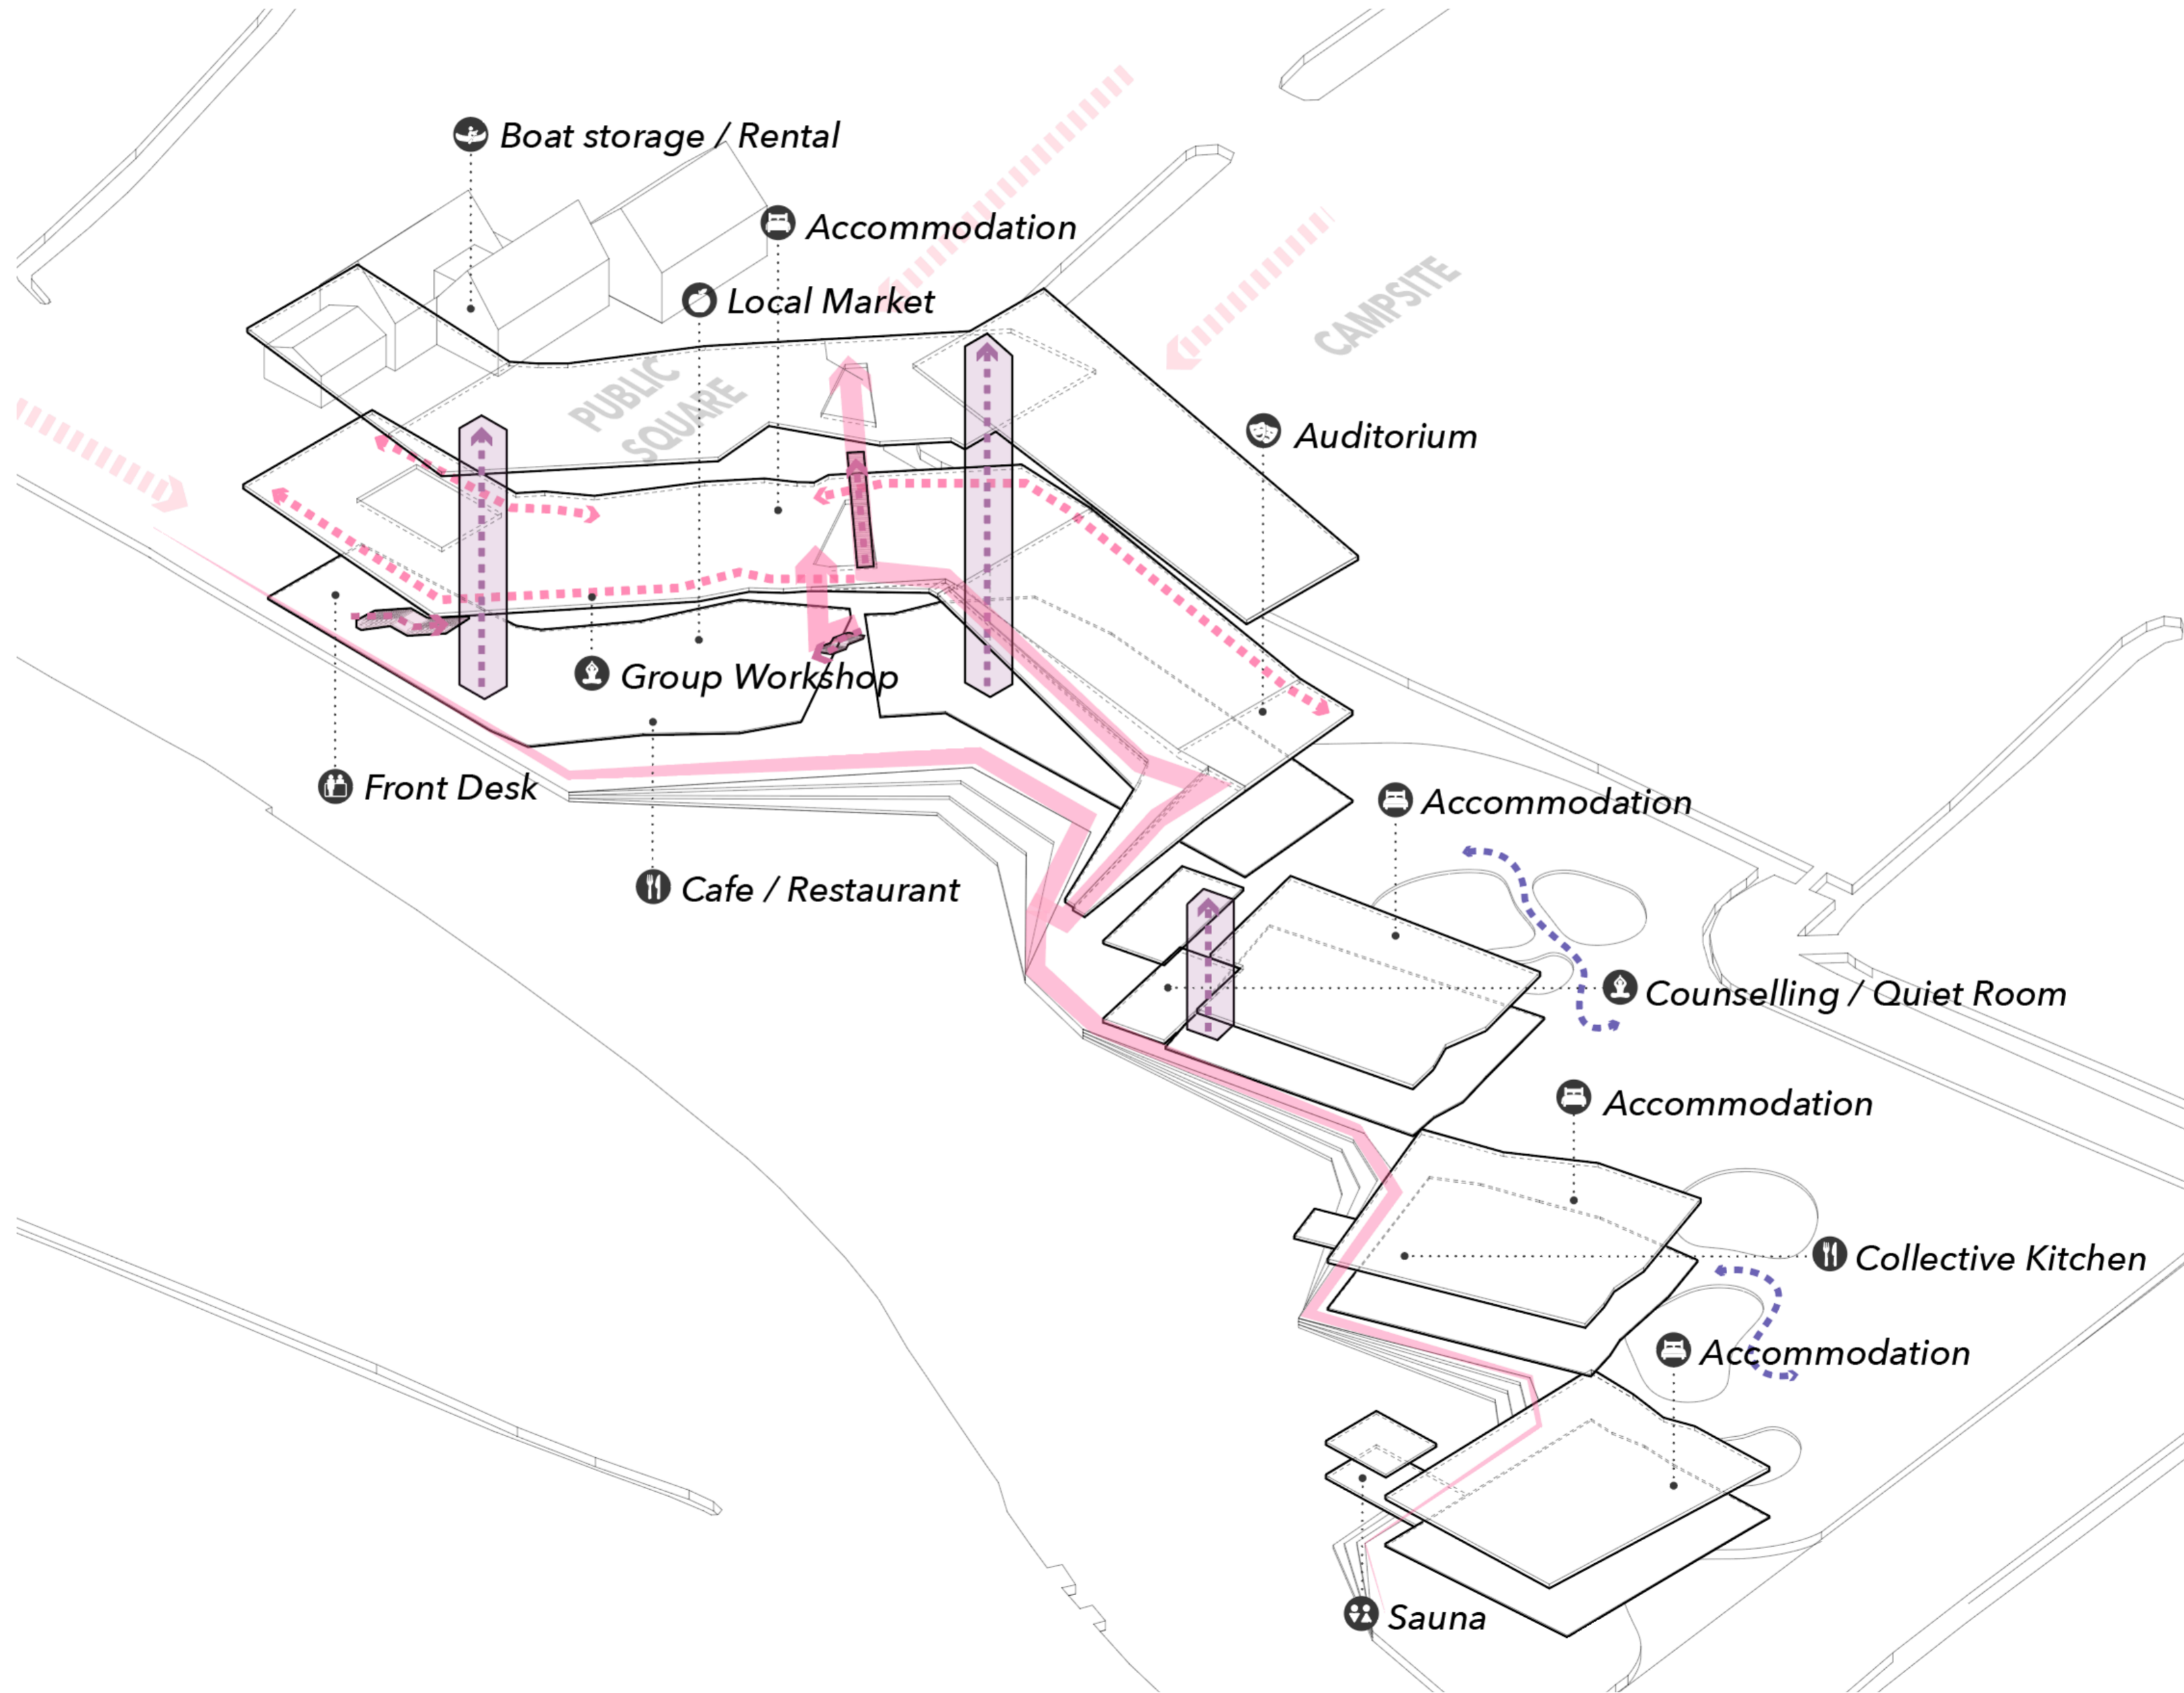 Boat storage / Rental
Accommodation
Local Market
CAMPSITE
PUBLIC
SQUARE
Auditorium
Group Workshop
Front Desk
Accommodation
Cafe / Restaurant
Counselling / Quiet Room
Accommodation
Collective Kitchen
Accommodation
Sauna